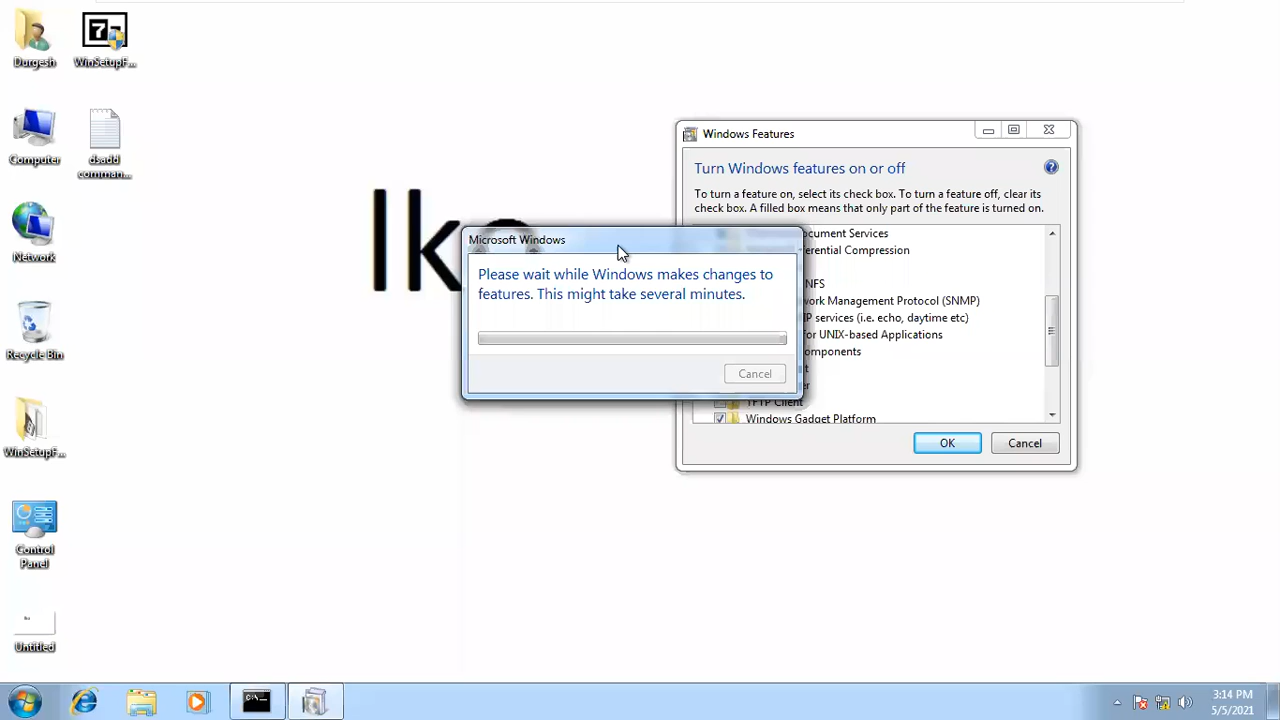 Durgesh
WinSetupF...
Computer
dsadd
comman...
Network
Recycle Bin
WinSetupF...
Control
Panel
Untitled
lko
Windows Features
Turn Windows features on or off
To turn a feature on, select its check box. To turn a feature off, clear its
check box. A filled box means that only part of the feature is turned on.
ocument Services
erential Compression
NFS
work Management Protocol (SNMP)
IP services (i.e. echo, daytime etc)
for UNIX-based Applications
omponents
TFTP Client
Windows Gadget Platform
OK
Cancel
Microsoft Windows
Please wait while Windows makes changes to
features. This might take several minutes.
Cancel
3:14 PM
5/5/2021